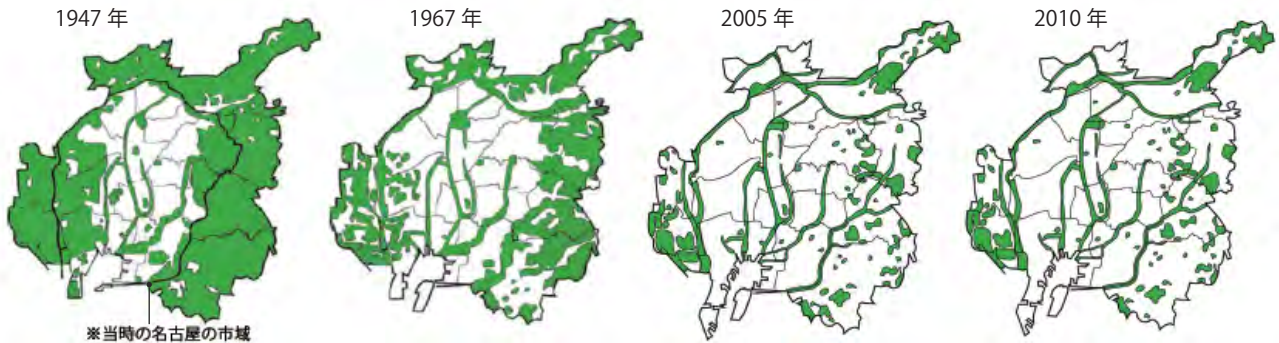 1947 年
1967 年
2005 年
2010 年
※当時の名古屋の市域